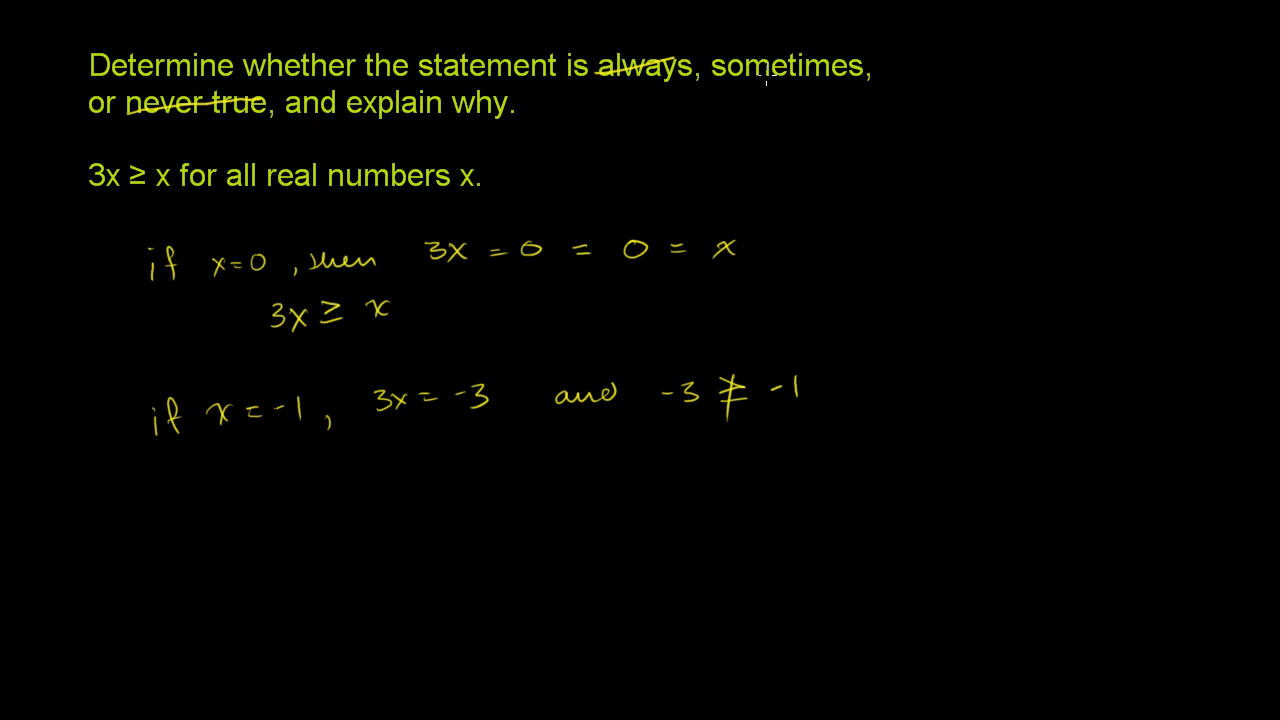 Determine whether the statement is always, sometimes,
or never true, and explain why.
3x ≥ x for all real numbers x.
if x=0, then 3x = 0 = 0 = x
3x ≥ x
if x = -1, 3x = -3 and -3 ≱ -1